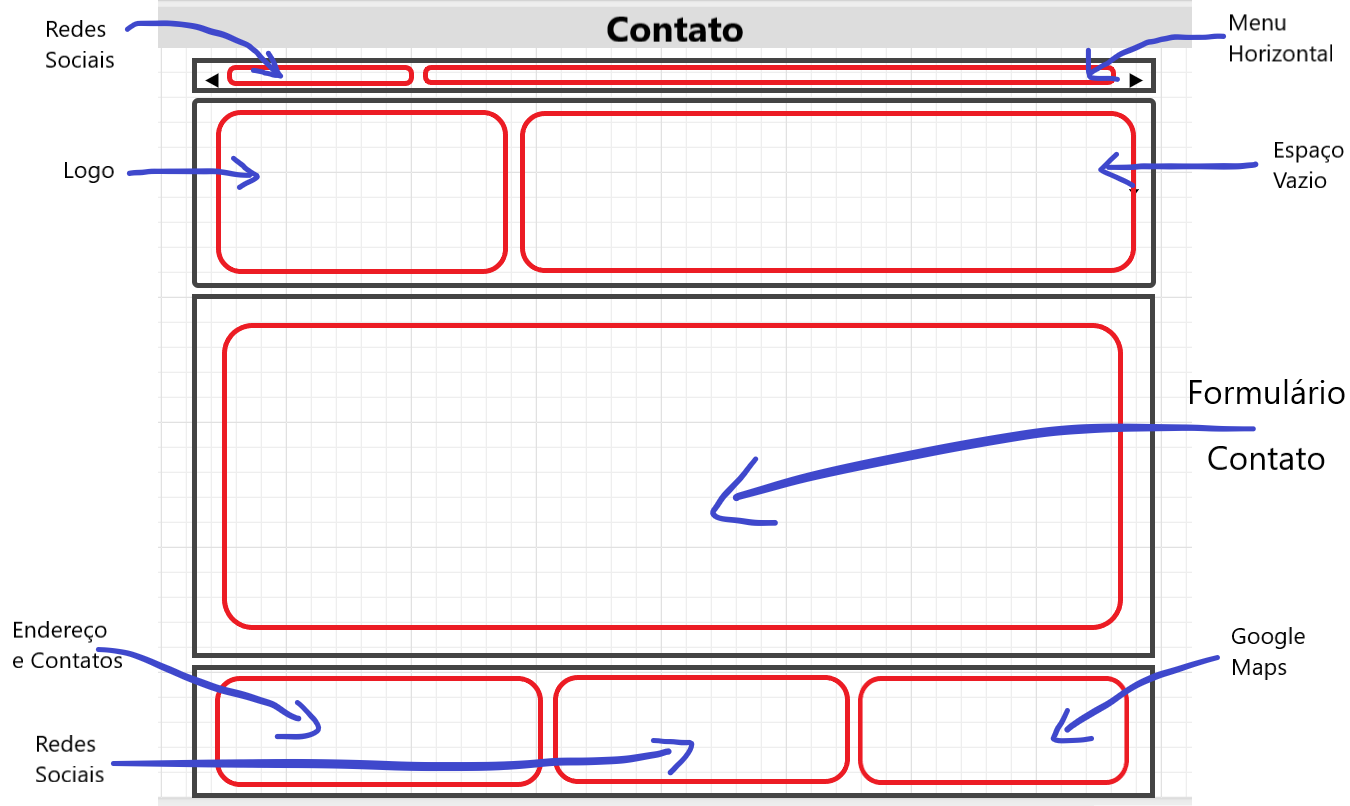 Contato
Redes
Sociais
Menu
Horizontal
Logo
Espaço
Vazio
Formulário
Contato
Endereço
e Contatos
Google
Maps
Redes
Sociais